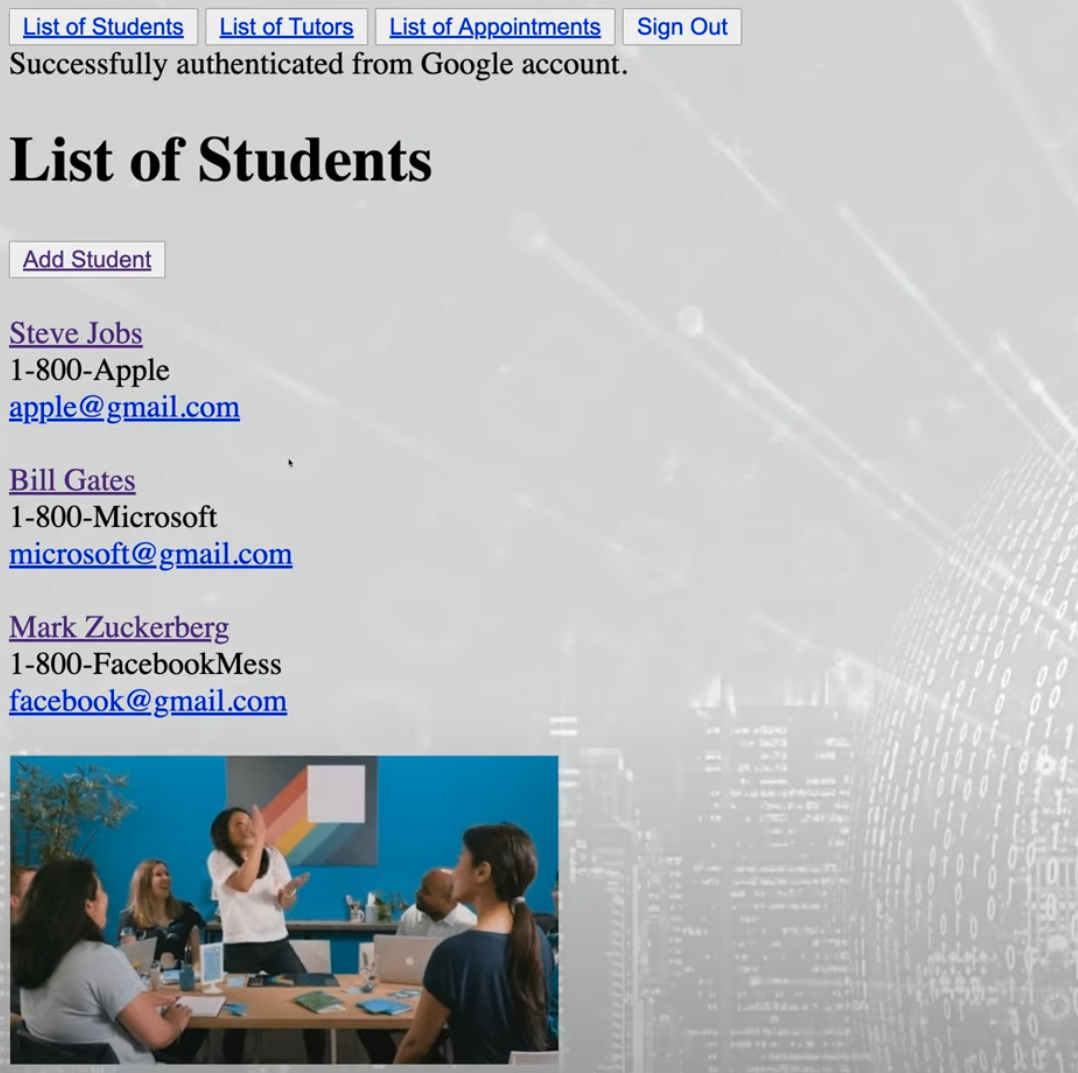 List of Students List of Tutors List of Appointments Sign Out
Successfully authenticated from Google account.
List of Students
Add Student
Steve Jobs
1-800-Apple
apple@gmail.com
Bill Gates
1-800-Microsoft
microsoft@gmail.com
Mark Zuckerberg
1-800-FacebookMess
facebook@gmail.com